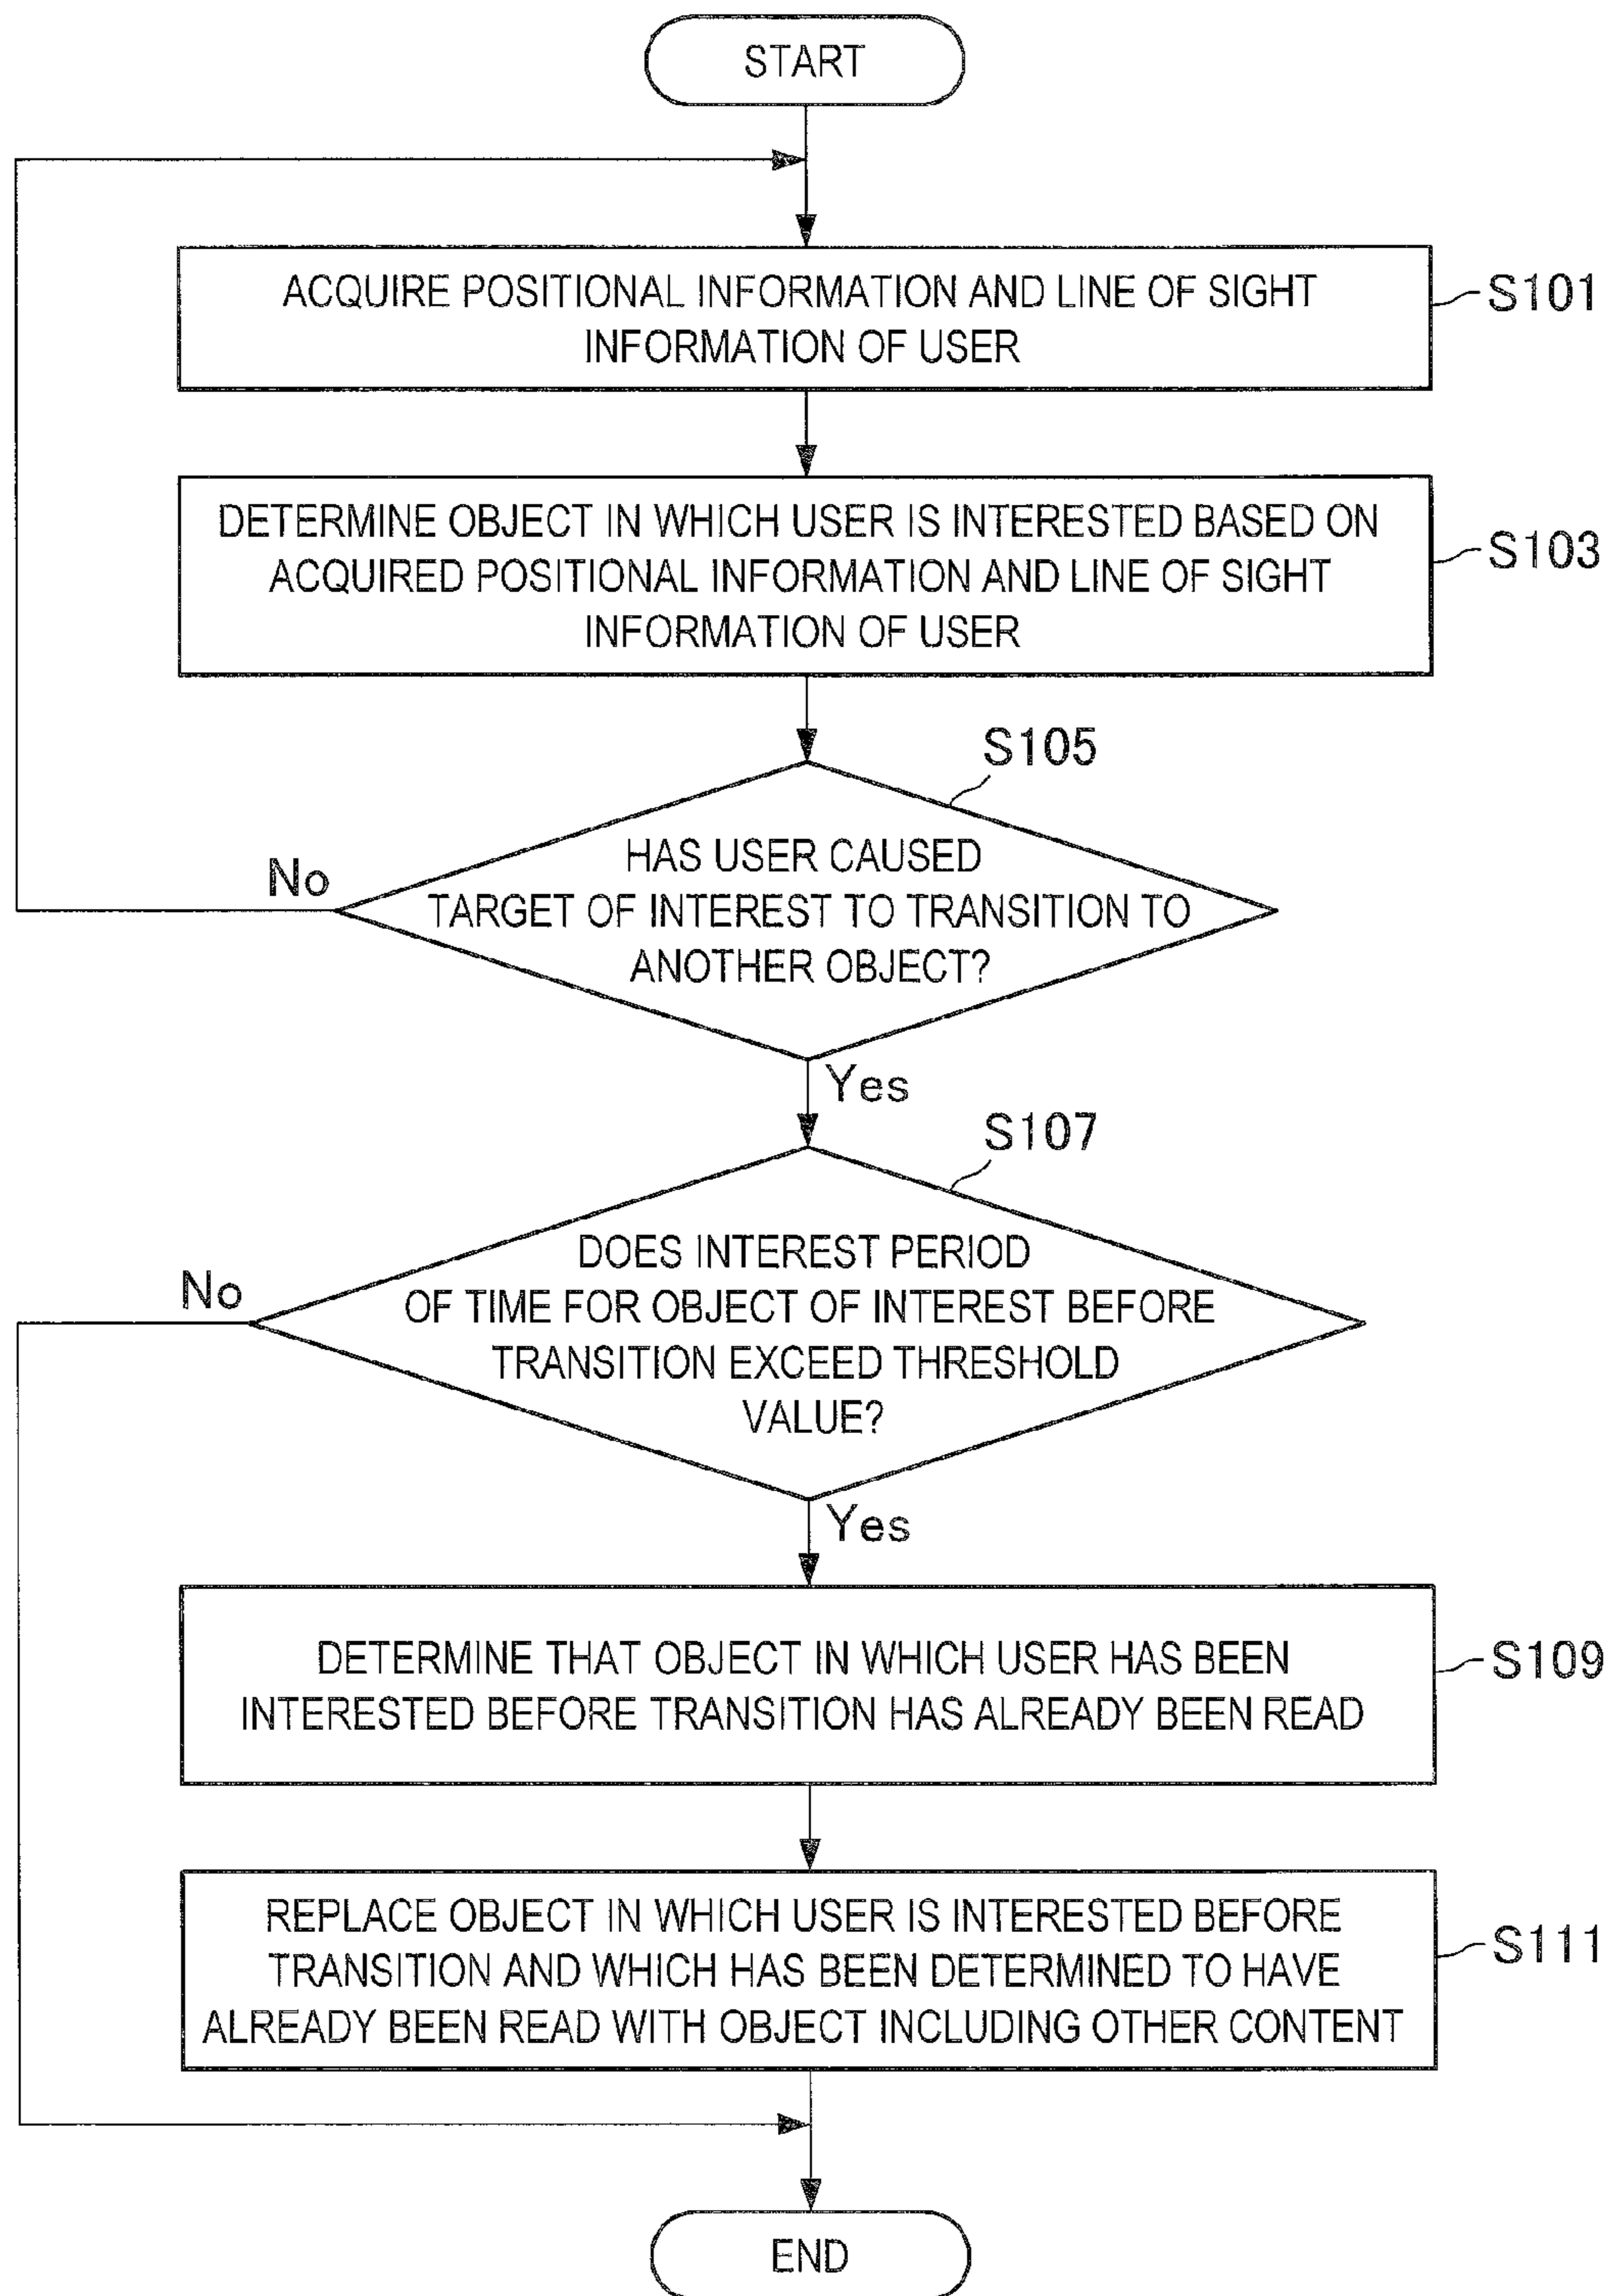 START
ACQUIRE POSITIONAL INFORMATION AND LINE OF SIGHT
INFORMATION OF USER
S101
DETERMINE OBJECT IN WHICH USER IS INTERESTED BASED ON
ACQUIRED POSITIONAL INFORMATION AND LINE OF SIGHT
INFORMATION OF USER
S103
S105
HAS USER CAUSED
TARGET OF INTEREST TO TRANSITION TO
ANOTHER OBJECT?
No
Yes
S107
DOES INTEREST PERIOD
OF TIME FOR OBJECT OF INTEREST BEFORE
TRANSITION EXCEED THRESHOLD
VALUE?
No
Yes
DETERMINE THAT OBJECT IN WHICH USER HAS BEEN
INTERESTED BEFORE TRANSITION HAS ALREADY BEEN READ
S109
REPLACE OBJECT IN WHICH USER IS INTERESTED BEFORE
TRANSITION AND WHICH HAS BEEN DETERMINED TO HAVE
ALREADY BEEN READ WITH OBJECT INCLUDING OTHER CONTENT
S111
END